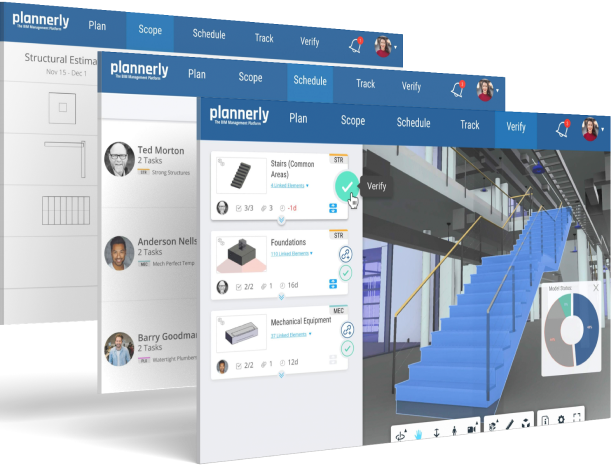 plannerly
The BIM Management Platform
Plan
Scope
Schedule
Track
Verify
Structural Estima
Nov 15 - Dec 1
plannerly
The BIM Management Platform
Plan
Scope
Schedule
Track
Verify
Ted Morton
2 Tasks
Strong Structures
Anderson Nells
2 Tasks
Mech Perfect Temp
Barry Goodma
2 Tasks
Watertight Plumbers
plannerly
The BIM Management Platform
Plan
Scope
Schedule
Track
Verify
STR
Stairs (Common
Areas)
4 Linked Elements
3/3 3 -1d
Verify
STR
Foundations
110 Linked Elements
2/2 1 16d
MEC
Mechanical Equipment
37 Linked Elements
2/2 1 12d
Model Status